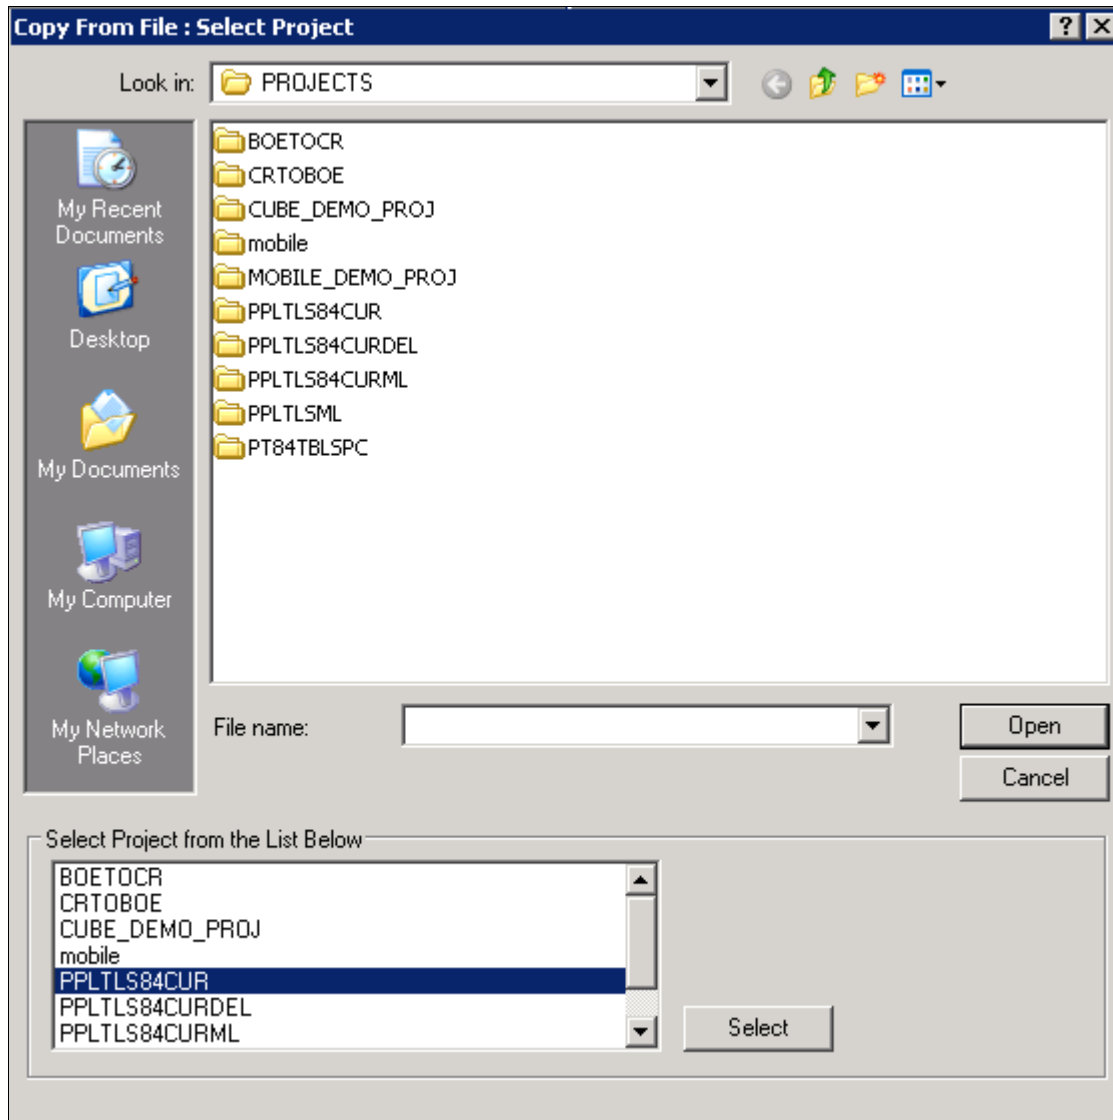 Copy From File : Select Project
Look in:
PROJECTS
My Recent
Documents
Desktop
My Documents
My Computer
My Network
Places
BOETOCR
CRTOBOE
CUBE_DEMO_PROJ
mobile
MOBILE_DEMO_PROJ
PPLTLS84CUR
PPLTLS84CURDEL
PPLTLS84CURML
PPLTLSML
PT84TBLSPC
File name:
Open
Cancel
Select Project from the List Below
BOETOCR
CRTOBOE
CUBE_DEMO_PROJ
mobile
PPLTLS84CUR
PPLTLS84CURDEL
PPLTLS84CURML
Select